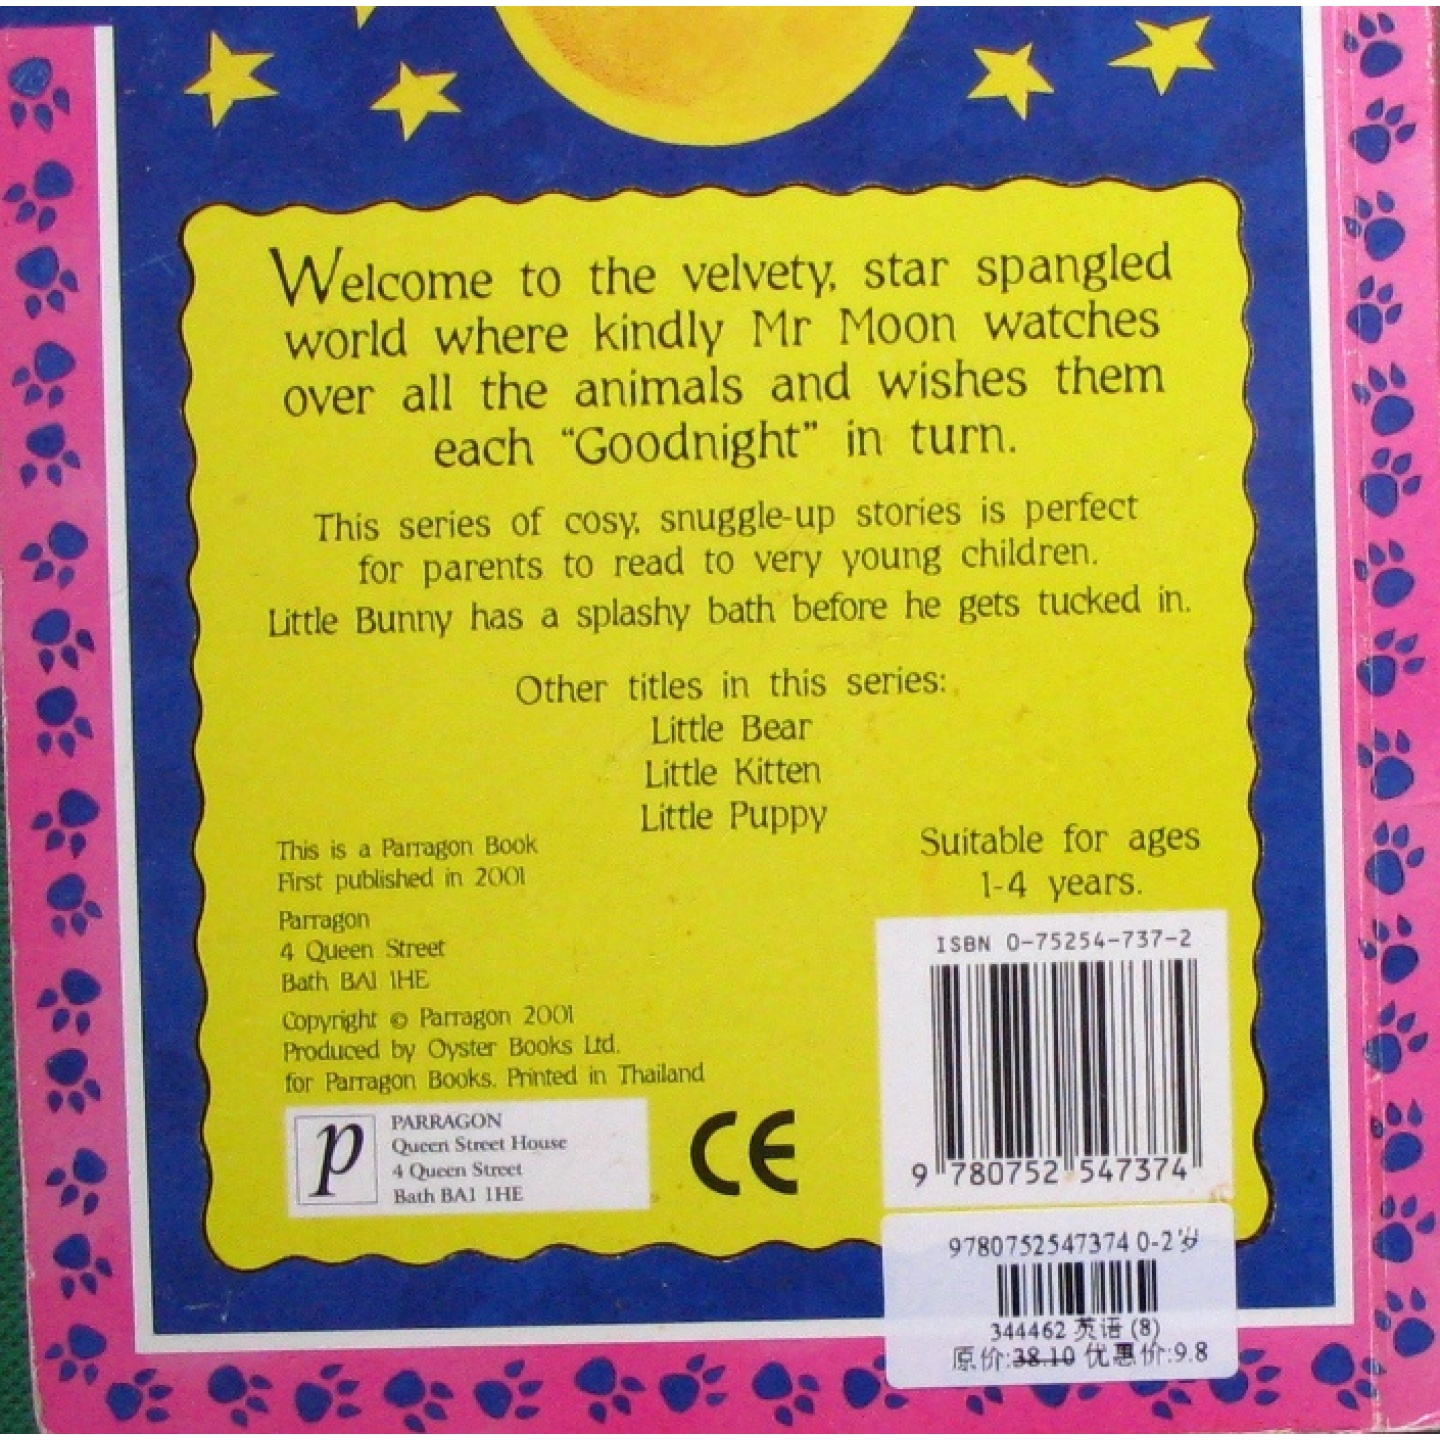 Welcome to the velvety, star spangled
world where kindly Mr Moon watches
over all the animals and wishes them
each “Goodnight” in turn.
This series of cosy, snuggle-up stories is perfect
for parents to read to very young children.
Little Bunny has a splashy bath before he gets tucked in.
Other titles in this series:
Little Bear
Little Kitten
Little Puppy
This is a Parragon Book
First published in 2001
Parragon
4 Queen Street
Bath BA1 1HE
Copyright © Parragon 2001
Produced by Oyster Books Ltd.
for Parragon Books. Printed in Thailand
P
PARRAGON
Queen Street House
4 Queen Street
Bath BA1 1HE
CE
Suitable for ages
1-4 years.
ISBN 0-75254-737-2
9 780752 547374
9780752547374 0-2岁
344462 英语 (8)
原价:38.10 优惠价:9.8